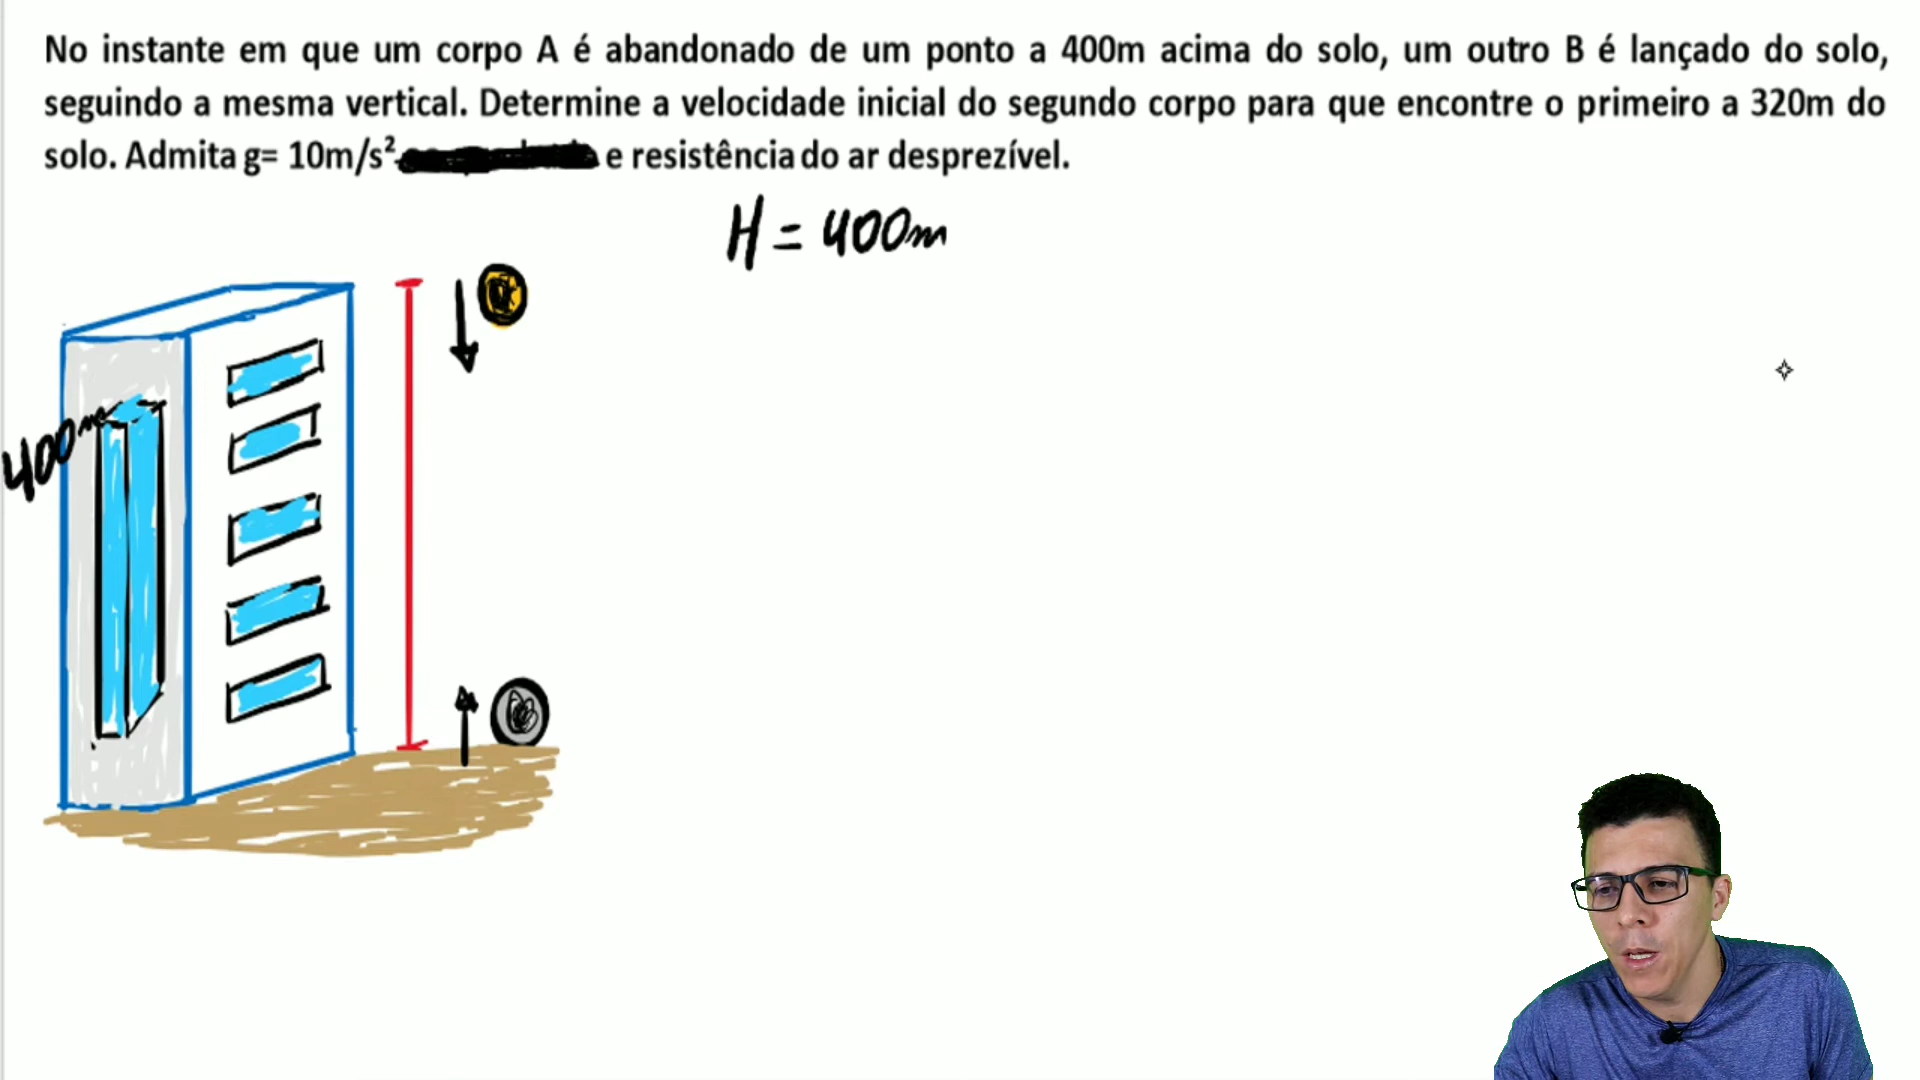 No instante em que um corpo A é abandonado de um ponto a 400m acima do solo, um outro B é lançado do solo,
seguindo a mesma vertical. Determine a velocidade inicial do segundo corpo para que encontre o primeiro a 320m do
solo. Admita g= 10m/s² e resistência do ar desprezível.
H = 400m
400m